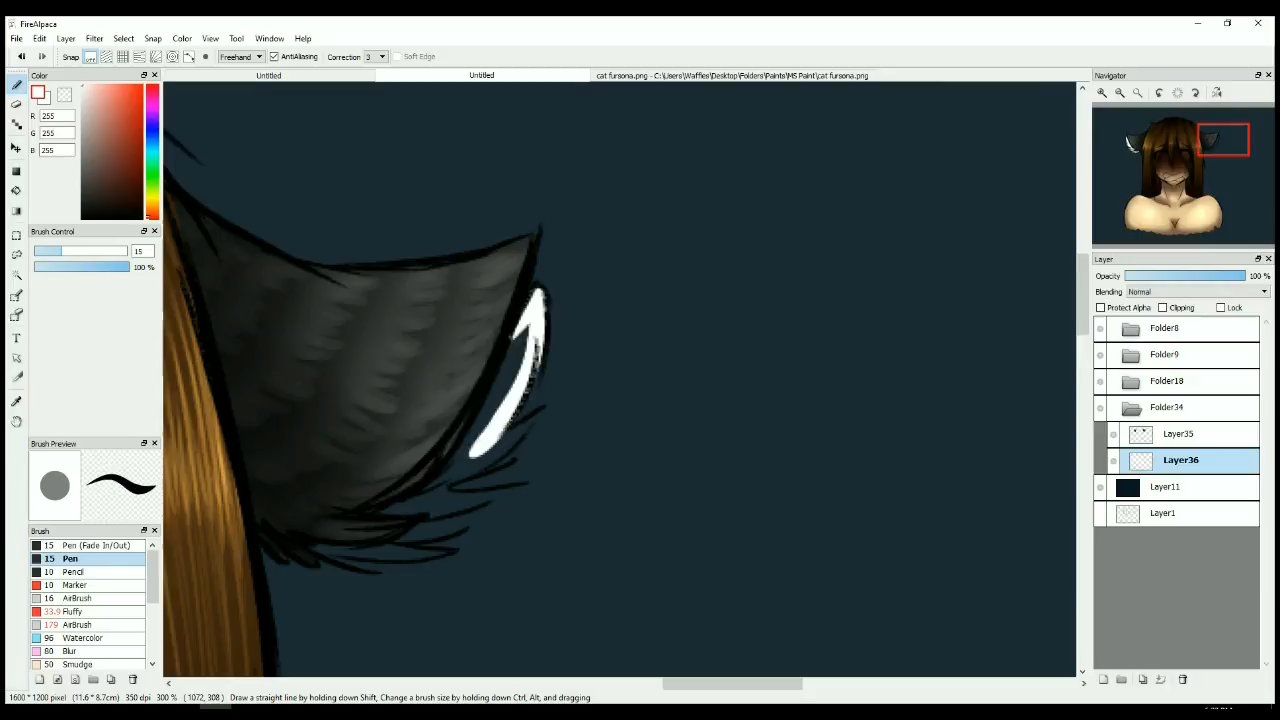 FireAlpaca
File Edit Layer Filter Select Snap Color View Tool Window Help
Snap OFF Freehand AntiAliasing Correction 3 Soft Edge
Color Untitled Untitled cat fursona.png - C:\Users\Waffles\Desktop\Folders\Paints\MS Paint\cat fursona.png Navigator
R 255
G 255
B 255
Brush Control
15
100 %
Brush Preview
Brush
15 Pen (Fade In/Out)
15 Pen
10 Pencil
10 Marker
16 AirBrush
33.9 Fluffy
179 AirBrush
96 Watercolor
80 Blur
50 Smudge
Layer
Opacity 100 %
Blending Normal
Protect Alpha Clipping Lock
Folder8
Folder9
Folder18
Folder34
Layer35
Layer36
Layer11
Layer1
1600 * 1200 pixel (11.6 * 8.7cm) 350 dpi 300 % ( 1072, 308 ) Draw a straight line by holding down Shift, Change a brush size by holding down Ctrl, Alt, and dragging